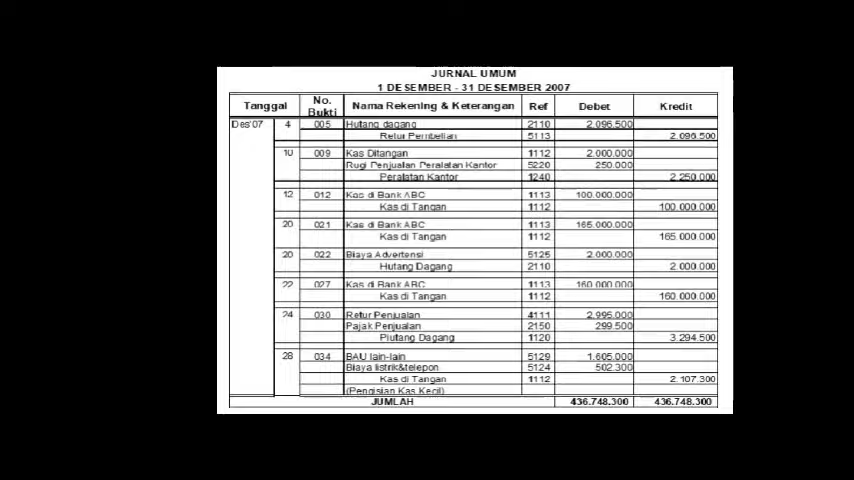 JURNAL UMUM
1 DESEMBER - 31 DESEMBER 2007
Tanggal No. Bukti Nama Rekening & Keterangan Ref Debet Kredit
Des'07 4 005 Hutang dagang 2110 2.096.500
Retur Pembelian 5113 2.096.500
10 009 Kas Ditangan 1112 2.000.000
Rugi Penjualan Peralatan Kantor 5220 250.000
Peralatan Kantor 1240 2.250.000
12 012 Kas di Bank ABC 1113 100.000.000
Kas di Tangan 1112 100.000.000
20 021 Kas di Bank ABC 1113 165.000.000
Kas di Tangan 1112 165.000.000
20 022 Biaya Advertensi 5125 2.000.000
Hutang Dagang 2110 2.000.000
22 027 Kas di Bank ABC 1113 160.000.000
Kas di Tangan 1112 160.000.000
24 030 Retur Penjualan 4111 2.995.000
Pajak Penjualan 2150 299.500
Piutang Dagang 1120 3.294.500
28 034 BAU lain-lain 5129 1.605.000
Biaya listrik&telepon 5124 502.300
Kas di Tangan 1112 2.107.300
(Pengisian Kas Kecil)
JUMLAH 436.748.300 436.748.300